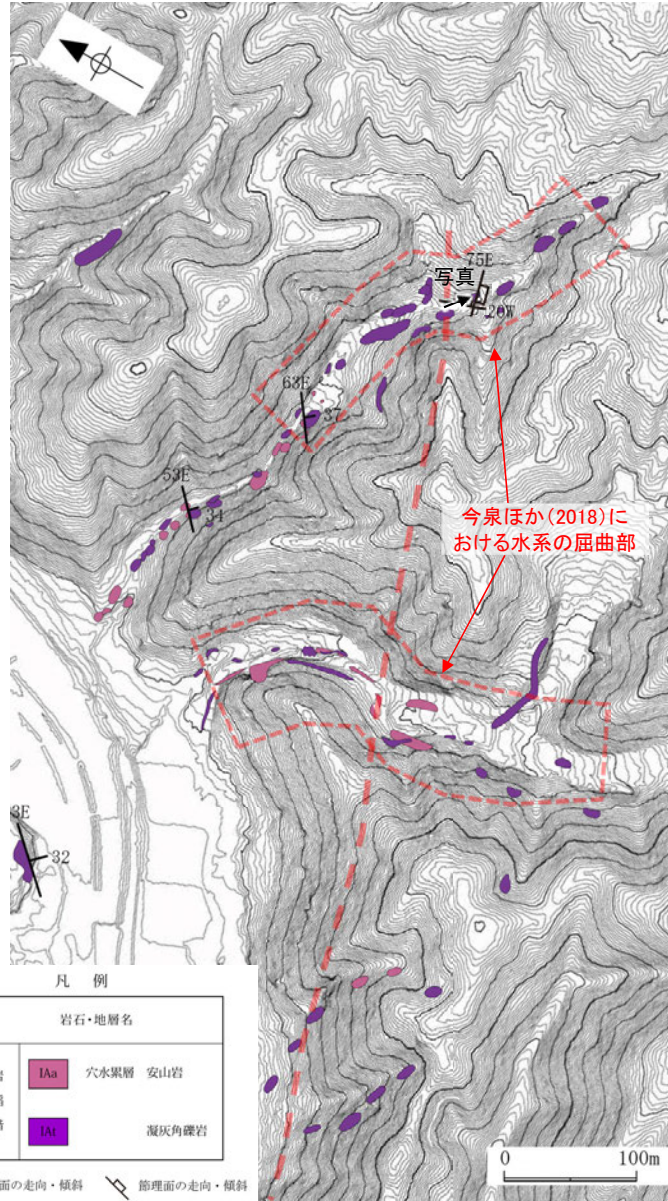 写真
75E
20W
63E
37
53E
34
今泉ほか(2018)に
おける水系の屈曲部
3E
32
凡 例
岩石・地層名
IAa 穴水累層 安山岩
IAt 凝灰角礫岩
面の走向・傾斜
節理面の走向・傾斜
0 100m